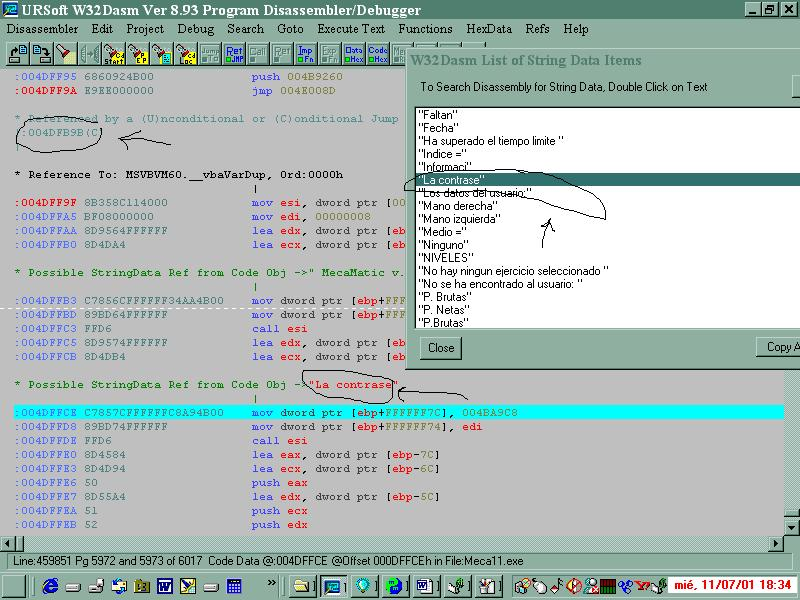 URSoft W32Dasm Ver 8.93 Program Disassembler/Debugger
Disassembler Edit Project Debug Search Goto Execute Text Functions HexData Refs Help
:004DFF95 6860924B00 push 004B9260
:004DFF9A E9EE000000 jmp 004E008D
* Referenced by a (U)nconditional or (C)onditional Jump
:004DFB9B(C)
|
* Reference To: MSVBVM60.__vbaVarDup, Ord:0000h
|
:004DFF9F 8B358C114000 mov esi, dword ptr [00
:004DFFA5 BF08000000 mov edi, 00000008
:004DFFAA 8D9564FFFFFF lea edx, dword ptr [eb
:004DFFB0 8D4DA4 lea ecx, dword ptr [eb
* Possible StringData Ref from Code Obj ->" MecaMatic v.
|
:004DFFB3 C7856CFFFFFF34AA4B00 mov dword ptr [ebp+FFF
:004DFFBD 89BD64FFFFFF mov dword ptr [ebp+FFF
:004DFFC3 FFD6 call esi
:004DFFC5 8D9574FFFFFF lea edx, dword ptr [eb
:004DFFCB 8D4DB4 lea ecx, dword ptr [eb
* Possible StringData Ref from Code Obj ->"La contrase"
|
:004DFFCE C7857CFFFFFFC8A94B00 mov dword ptr [ebp+FFFFFF7C], 004BA9C8
:004DFFD8 89BD74FFFFFF mov dword ptr [ebp+FFFFFF74], edi
:004DFFDE FFD6 call esi
:004DFFE0 8D4584 lea eax, dword ptr [ebp-7C]
:004DFFE3 8D4D94 lea ecx, dword ptr [ebp-6C]
:004DFFE6 50 push eax
:004DFFE7 8D55A4 lea edx, dword ptr [ebp-5C]
:004DFFEA 51 push ecx
:004DFFEB 52 push edx
W32Dasm List of String Data Items
To Search Disassembly for String Data, Double Click on Text
"Faltan"
"Fecha"
"Ha superado el tiempo limite "
"Indice ="
"Informaci"
"La contrase"
"Los datos del usuario:"
"Mano derecha"
"Mano izquierda"
"Medio ="
"Ninguno"
"NIVELES"
"No hay ningun ejercicio seleccionado "
"No se ha encontrado al usuario: "
"P. Brutas"
"P. Netas"
"P.Brutas"
Close Copy A
Line:459851 Pg 5972 and 5973 of 6017 Code Data @:004DFFCE @Offset 000DFFCEh in File:Meca11.exe
mié, 11/07/01 18:34